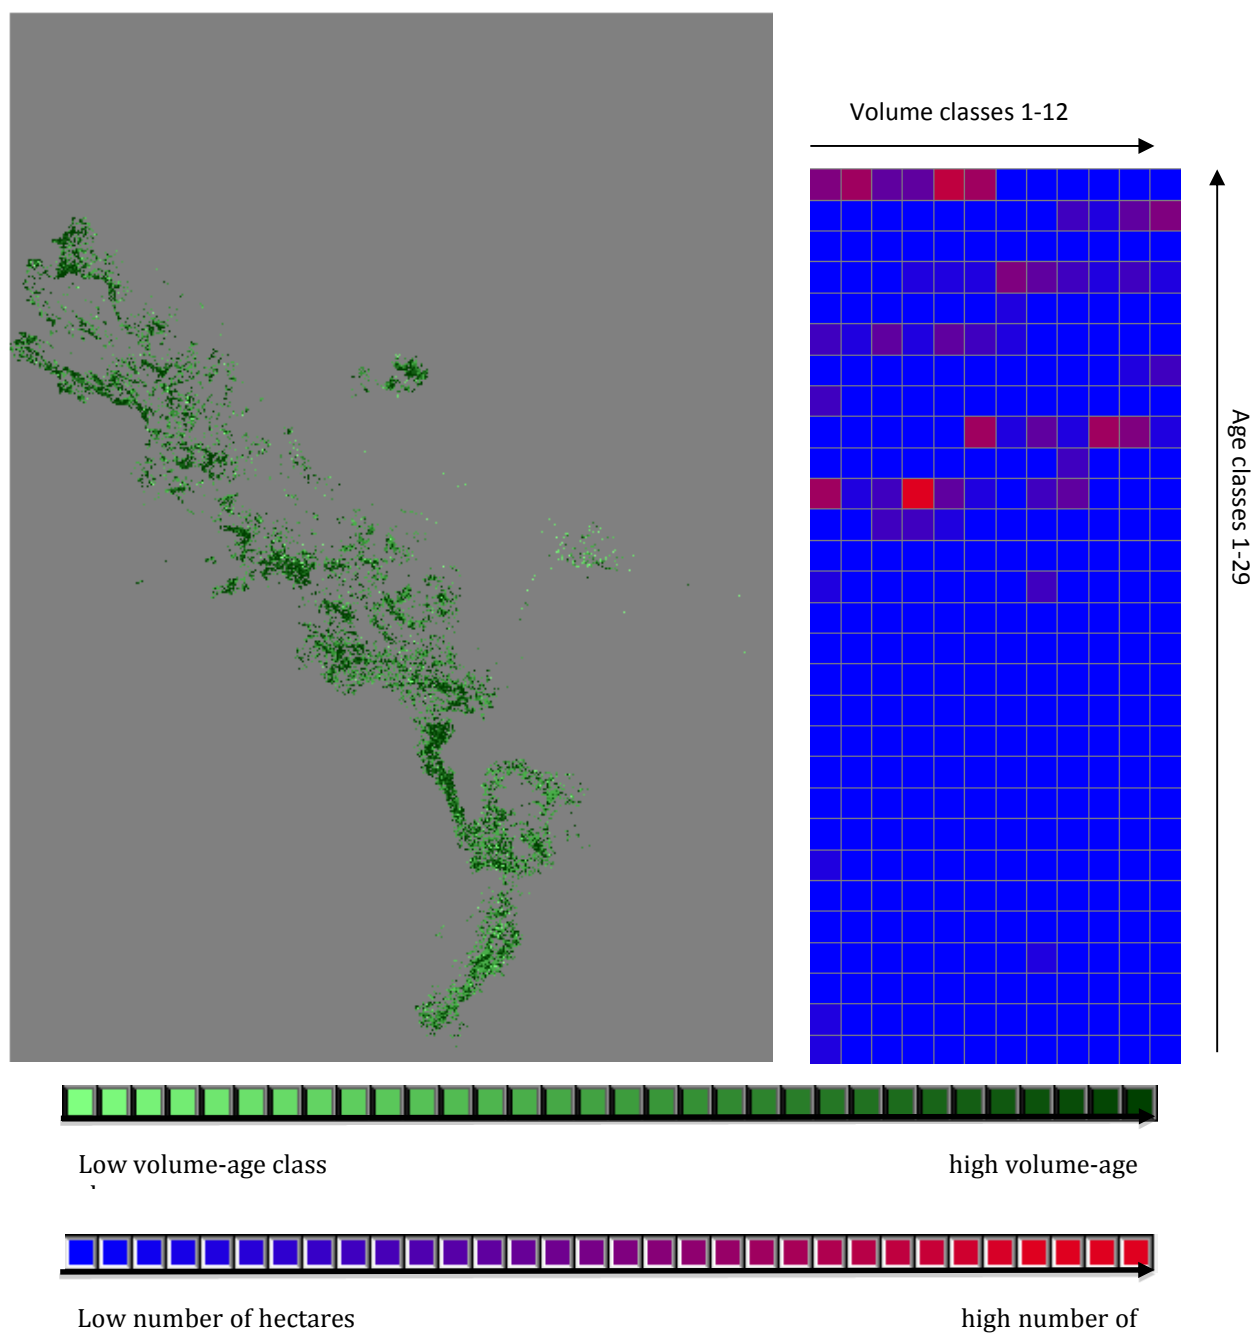 Volume classes 1-12
Age classes 1-29
Low volume-age class
high volume-age
Low number of hectares
high number of